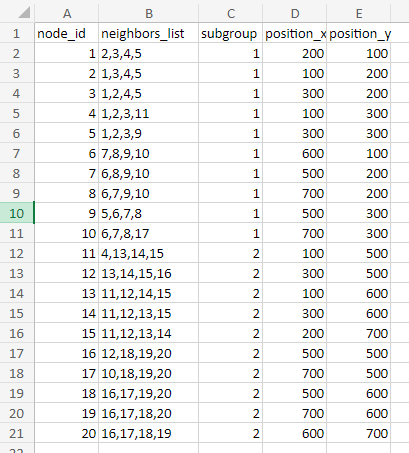 A B C D E
1 node_id neighbors_list subgroup position_x position_y
2 1 2,3,4,5 1 200 100
3 2 1,3,4,5 1 100 200
4 3 1,2,4,5 1 300 200
5 4 1,2,3,11 1 100 300
6 5 1,2,3,9 1 300 300
7 6 7,8,9,10 1 600 100
8 7 6,8,9,10 1 500 200
9 8 6,7,9,10 1 700 200
10 9 5,6,7,8 1 500 300
11 10 6,7,8,17 1 700 300
12 11 4,13,14,15 2 100 500
13 12 13,14,15,16 2 300 500
14 13 11,12,14,15 2 100 600
15 14 11,12,13,15 2 300 600
16 15 11,12,13,14 2 200 700
17 16 12,18,19,20 2 500 500
18 17 10,18,19,20 2 700 500
19 18 16,17,19,20 2 500 600
20 19 16,17,18,20 2 700 600
21 20 16,17,18,19 2 600 700